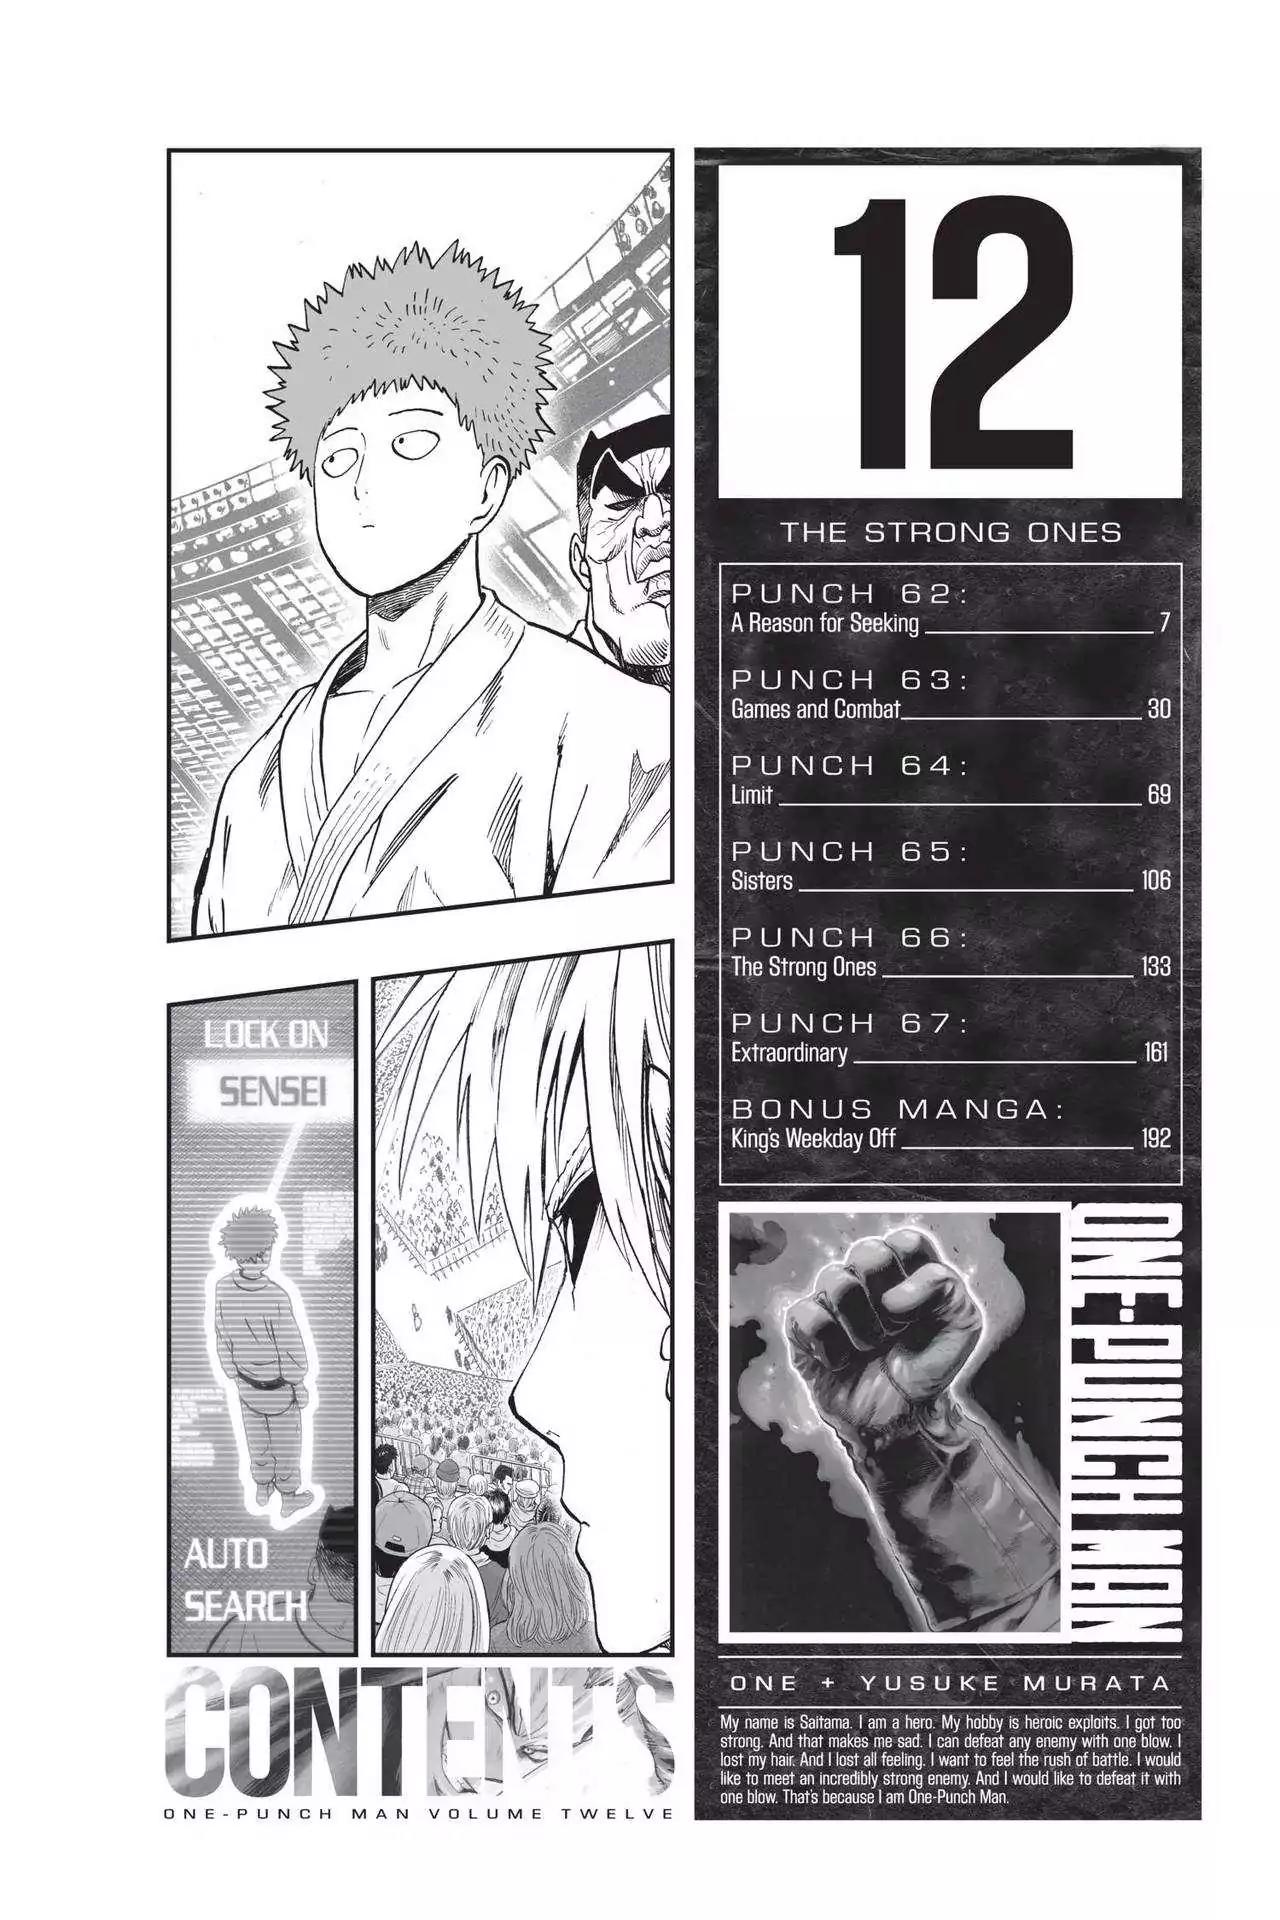 12
THE STRONG ONES
PUNCH 62:
A Reason for Seeking 7
PUNCH 63:
Games and Combat 30
PUNCH 64:
Limit 69
PUNCH 65:
Sisters 106
PUNCH 66:
The Strong Ones 133
PUNCH 67:
Extraordinary 161
BONUS MANGA:
King's Weekday Off 192
ONE-PUNCH MAN
ONE + YUSUKE MURATA
My name is Saitama. I am a hero. My hobby is heroic exploits. I got too
strong. And that makes me sad. I can defeat any enemy with one blow. I
lost my hair. And I lost all feeling. I want to feel the rush of battle. I would
like to meet an incredibly strong enemy. And I would like to defeat it with
one blow. That's because I am One-Punch Man.
LOCK ON
SENSEI
AUTO
SEARCH
CONTENTS
ONE-PUNCH MAN VOLUME TWELVE